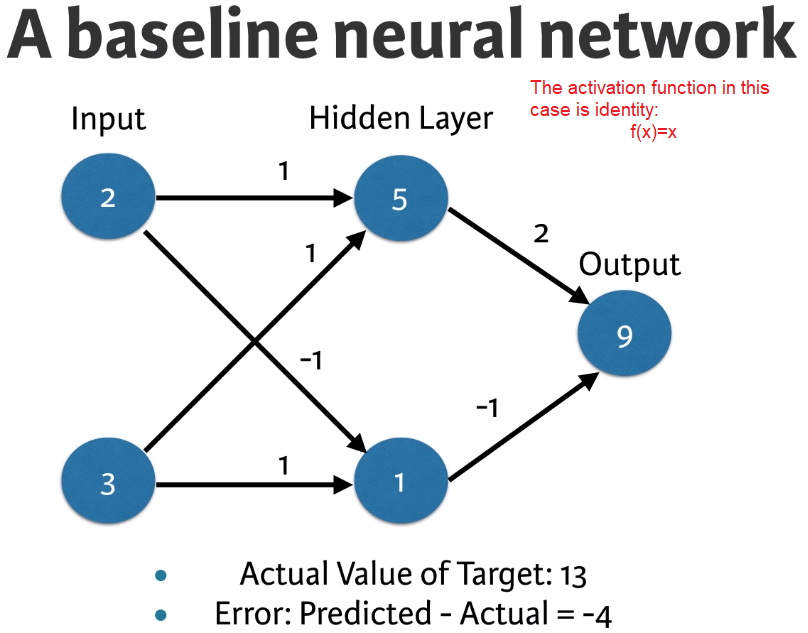 A baseline neural network
The activation function in this
case is identity:
f(x)=x
Input
Hidden Layer
1
2
5
2
1
Output
9
-1
-1
3
1
1
• Actual Value of Target: 13
• Error: Predicted - Actual = -4